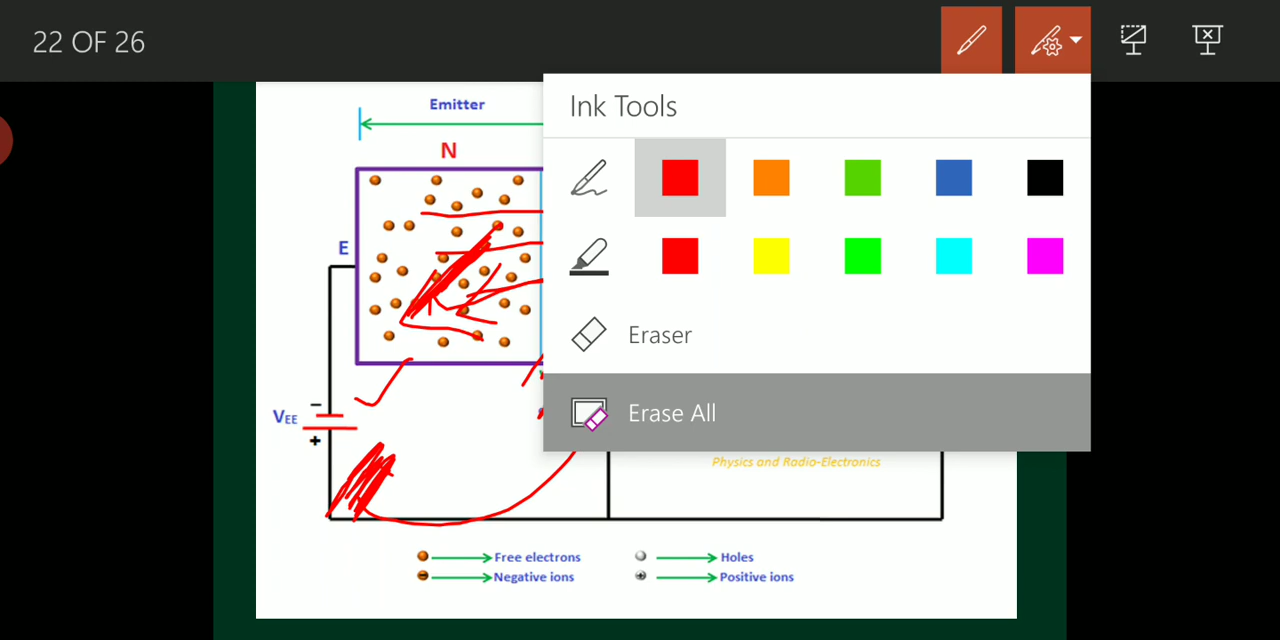 22 OF 26
Ink Tools
Emitter
N
E
Eraser
Erase All
−
VEE
+
Physics and Radio-Electronics
Free electrons
Holes
Negative ions
Positive ions